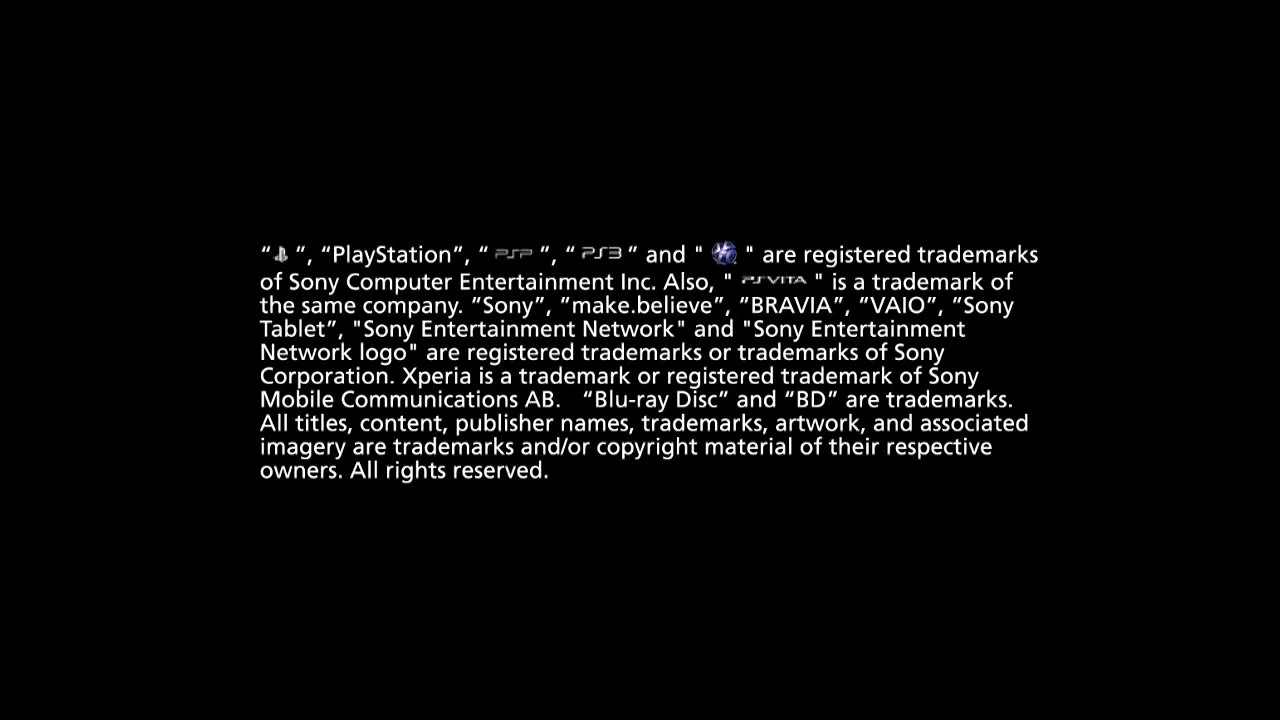 “ ”, “PlayStation”, “ PSP ”, “ PS3 ” and " " are registered trademarks
of Sony Computer Entertainment Inc. Also, " PSVITA " is a trademark of
the same company. “Sony”, “make.believe”, “BRAVIA”, “VAIO”, “Sony
Tablet”, "Sony Entertainment Network" and "Sony Entertainment
Network logo" are registered trademarks or trademarks of Sony
Corporation. Xperia is a trademark or registered trademark of Sony
Mobile Communications AB. “Blu-ray Disc” and “BD” are trademarks.
All titles, content, publisher names, trademarks, artwork, and associated
imagery are trademarks and/or copyright material of their respective
owners. All rights reserved.